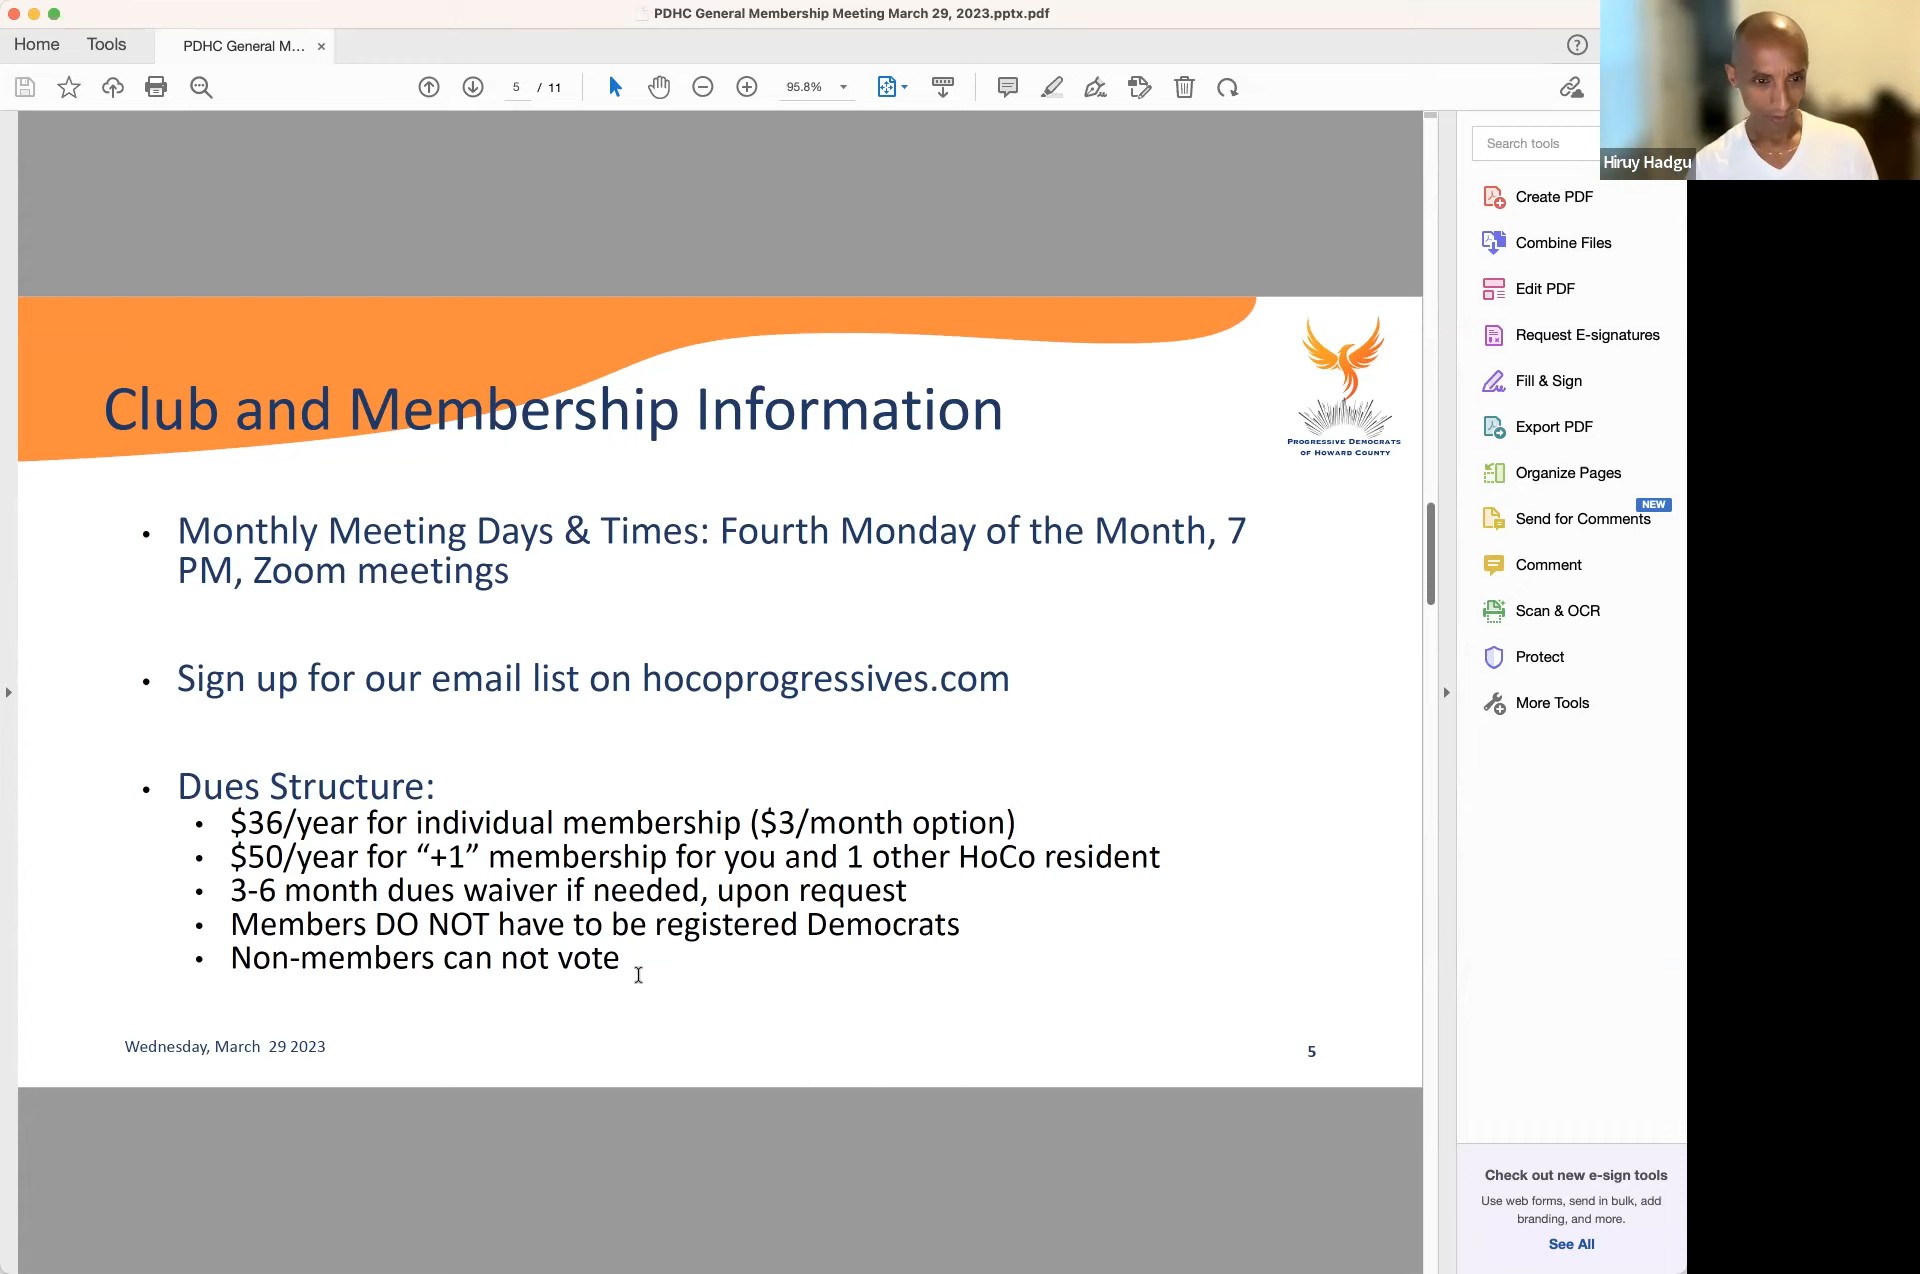 PDHC General Membership Meeting March 29, 2023.pptx.pdf
Home
Tools
PDHC General M... ×
5 / 11
95.8%
Hiruy Hadgu
Search tools
Create PDF
Combine Files
Edit PDF
Request E-signatures
Fill & Sign
Export PDF
Organize Pages
NEW
Send for Comments
Comment
Scan & OCR
Protect
More Tools
Club and Membership Information
PROGRESSIVE DEMOCRATS
OF HOWARD COUNTY
• Monthly Meeting Days & Times: Fourth Monday of the Month, 7
PM, Zoom meetings
• Sign up for our email list on hocoprogressives.com
• Dues Structure:
• $36/year for individual membership ($3/month option)
• $50/year for “+1” membership for you and 1 other HoCo resident
• 3-6 month dues waiver if needed, upon request
• Members DO NOT have to be registered Democrats
• Non-members can not vote
Wednesday, March 29 2023
5
Check out new e-sign tools
Use web forms, send in bulk, add
branding, and more.
See All